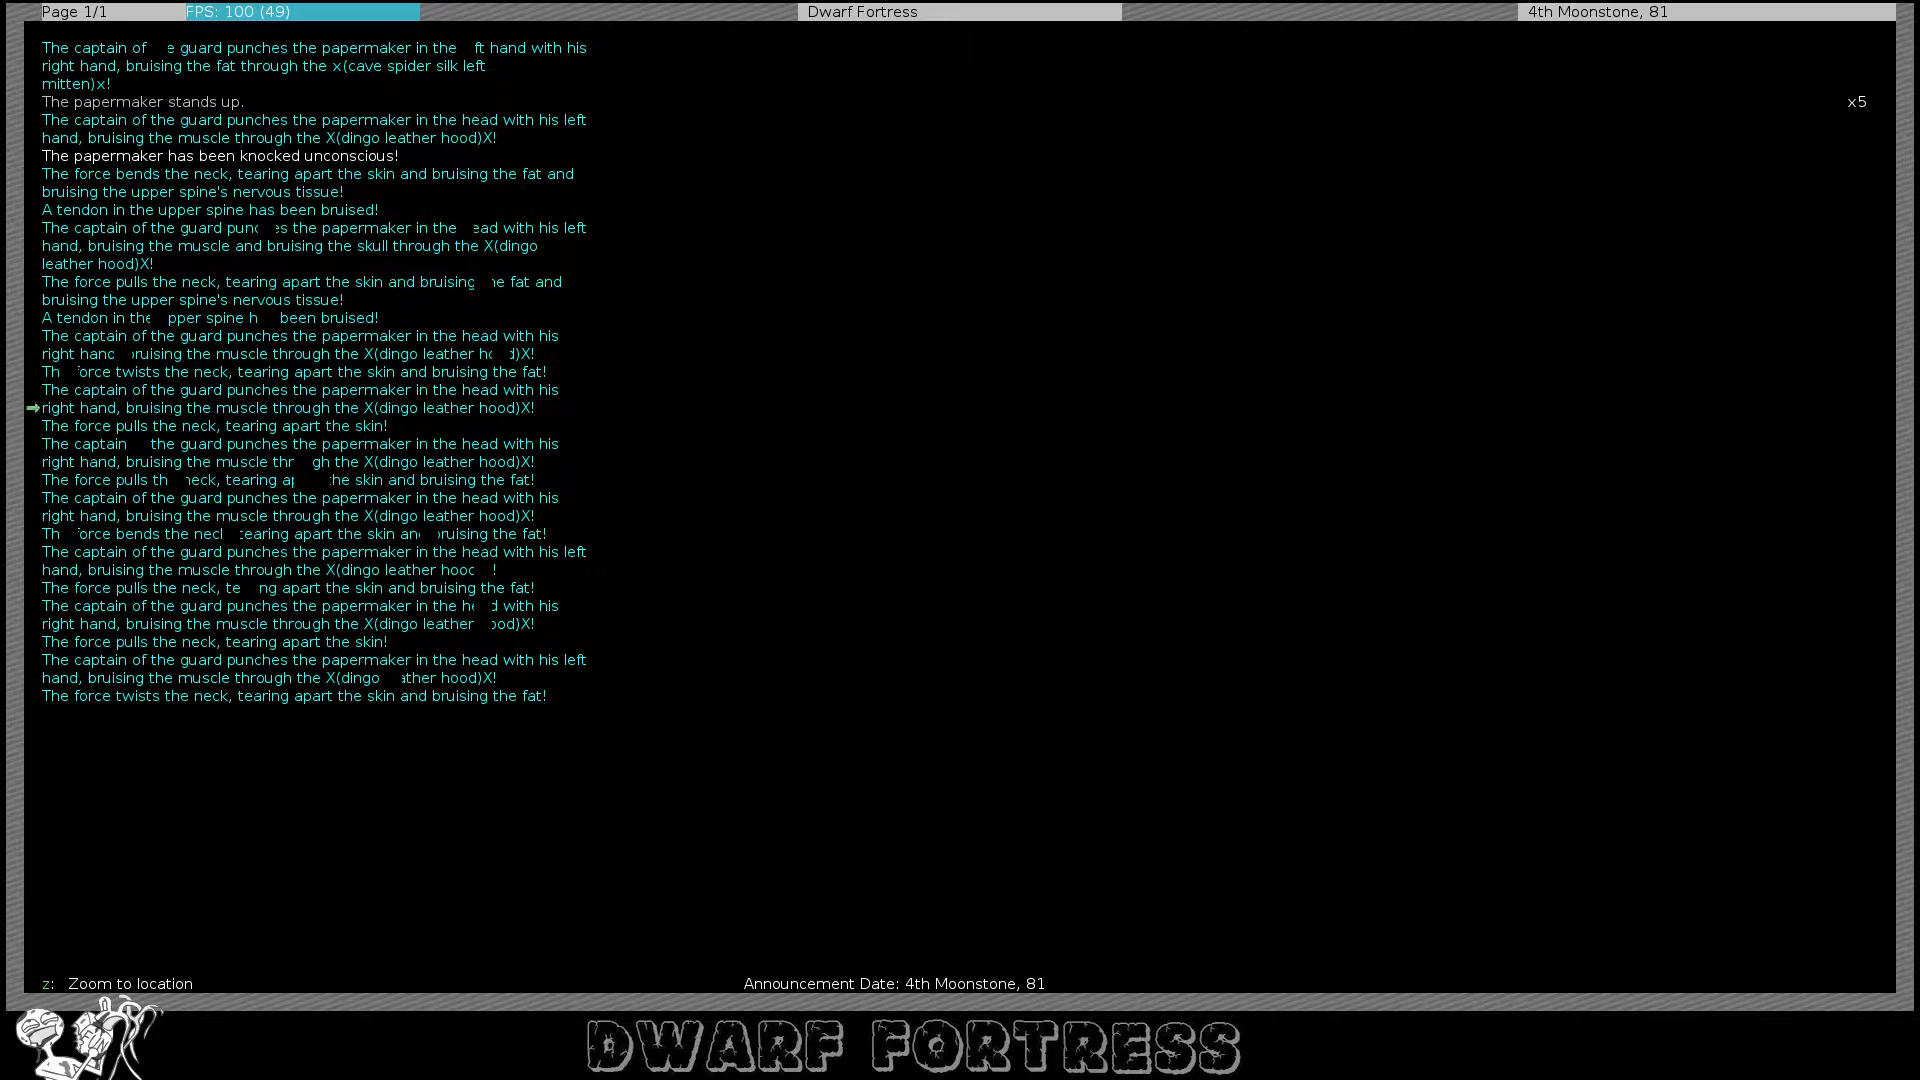 Page 1/1 FPS: 100 (49) Dwarf Fortress 4th Moonstone, 81
The captain of e guard punches the papermaker in the ft hand with his
right hand, bruising the fat through the x(cave spider silk left
mitten)x!
The papermaker stands up. x5
The captain of the guard punches the papermaker in the head with his left
hand, bruising the muscle through the X(dingo leather hood)X!
The papermaker has been knocked unconscious!
The force bends the neck, tearing apart the skin and bruising the fat and
bruising the upper spine's nervous tissue!
A tendon in the upper spine has been bruised!
The captain of the guard punc es the papermaker in the ead with his left
hand, bruising the muscle and bruising the skull through the X(dingo
leather hood)X!
The force pulls the neck, tearing apart the skin and bruising he fat and
bruising the upper spine's nervous tissue!
A tendon in the pper spine h been bruised!
The captain of the guard punches the papermaker in the head with his
right hand bruising the muscle through the X(dingo leather ho d)X!
Th force twists the neck, tearing apart the skin and bruising the fat!
The captain of the guard punches the papermaker in the head with his
right hand, bruising the muscle through the X(dingo leather hood)X!
The force pulls the neck, tearing apart the skin!
The captain the guard punches the papermaker in the head with his
right hand, bruising the muscle thr gh the X(dingo leather hood)X!
The force pulls th neck, tearing ap the skin and bruising the fat!
The captain of the guard punches the papermaker in the head with his
right hand, bruising the muscle through the X(dingo leather hood)X!
Th force bends the neck tearing apart the skin and bruising the fat!
The captain of the guard punches the papermaker in the head with his left
hand, bruising the muscle through the X(dingo leather hood !
The force pulls the neck, te ng apart the skin and bruising the fat!
The captain of the guard punches the papermaker in the he d with his
right hand, bruising the muscle through the X(dingo leather ood)X!
The force pulls the neck, tearing apart the skin!
The captain of the guard punches the papermaker in the head with his left
hand, bruising the muscle through the X(dingo ather hood)X!
The force twists the neck, tearing apart the skin and bruising the fat!
z: Zoom to location Announcement Date: 4th Moonstone, 81
DWARF FORTRESS